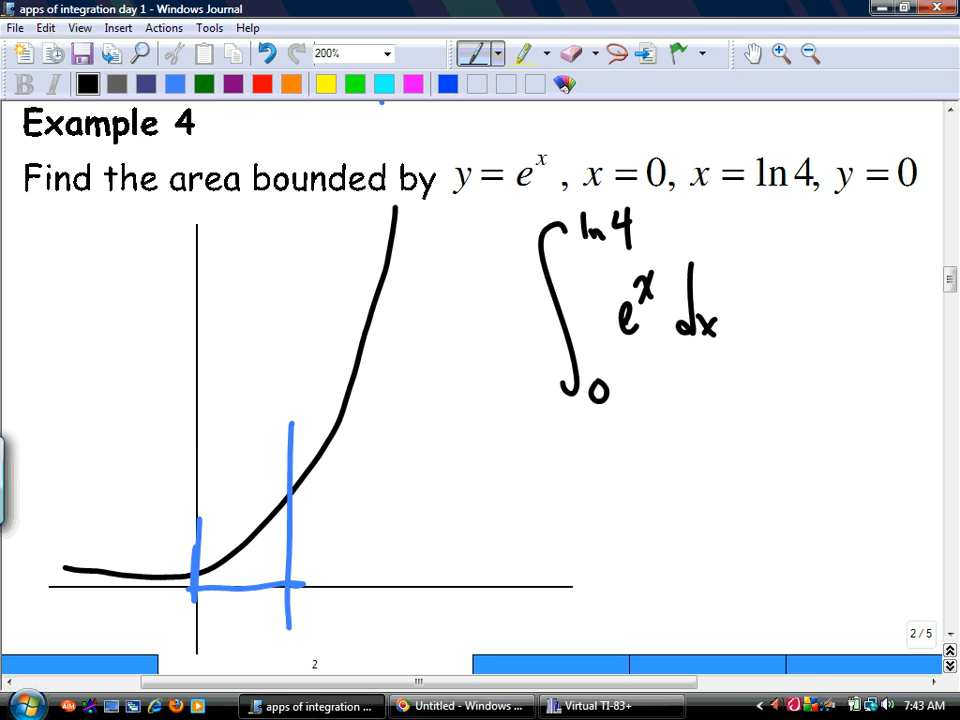 apps of integration day 1 - Windows Journal
File Edit View Insert Actions Tools Help
200%
B I
Example 4
Find the area bounded by y = e^x , x = 0, x = ln 4, y = 0
ln 4
∫ e^x dx
0
2 / 5
2
apps of integration ...
Untitled - Windows ...
Virtual TI-83+
7:43 AM